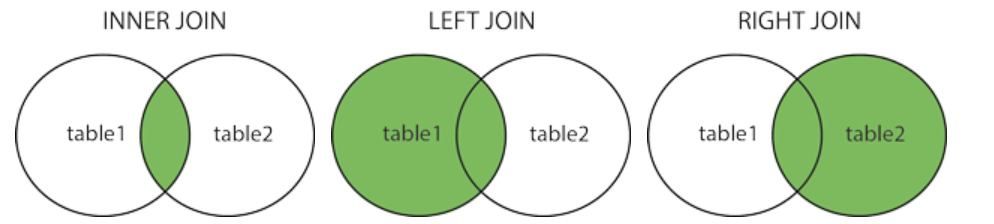 INNER JOIN
LEFT JOIN
RIGHT JOIN
table1
table2
table1
table2
table1
table2